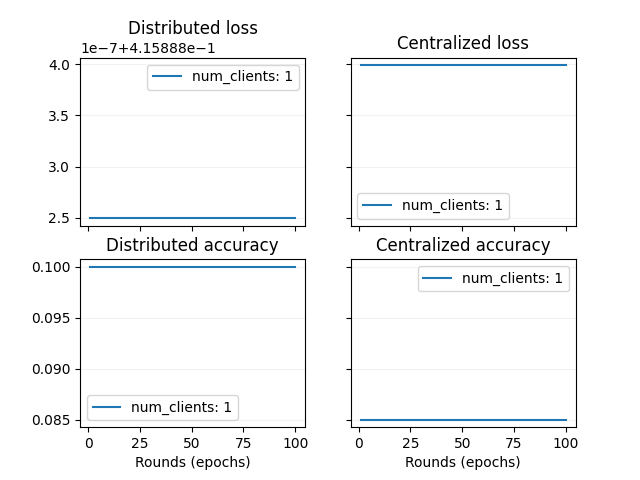 Distributed loss
1e−7+4.15888e−1
4.0
3.5
3.0
2.5
num_clients: 1
Centralized loss
num_clients: 1
Distributed accuracy
0.100
0.095
0.090
0.085
num_clients: 1
0
25
50
75
100
Rounds (epochs)
Centralized accuracy
num_clients: 1
0
25
50
75
100
Rounds (epochs)